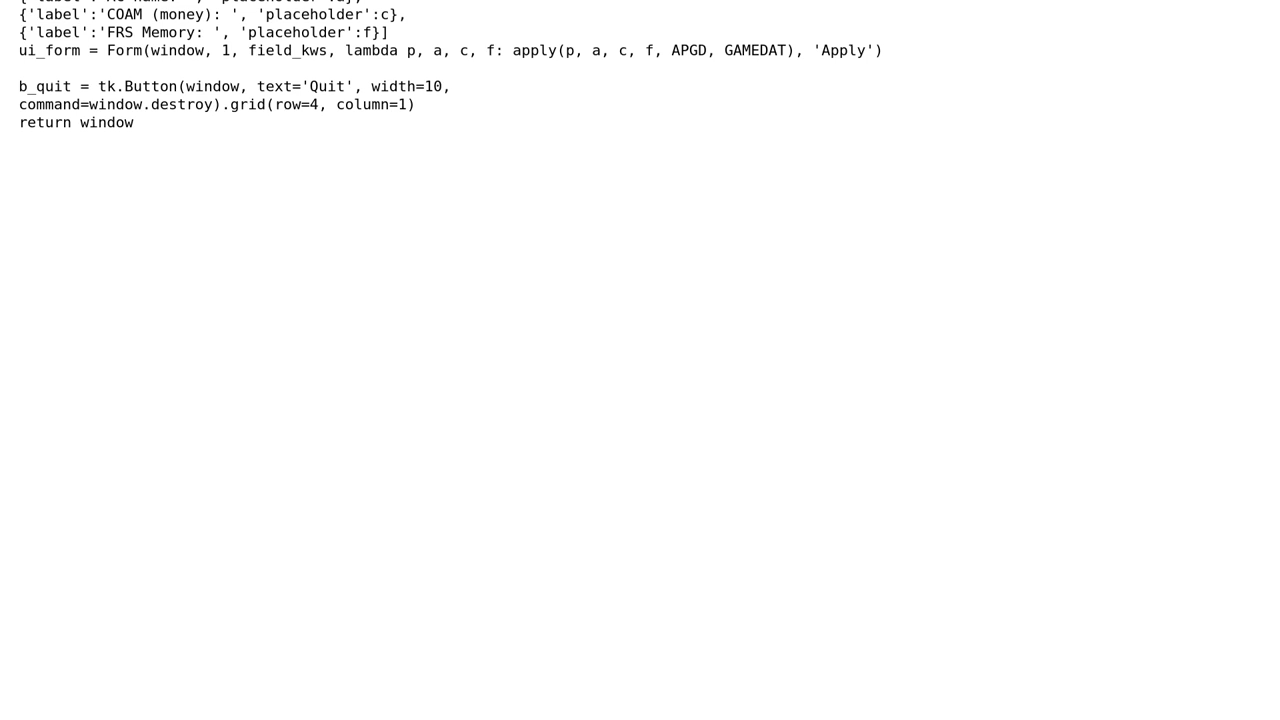 {'label':'COAM (money): ', 'placeholder':c},
{'label':'FRS Memory: ', 'placeholder':f}]
ui_form = Form(window, 1, field_kws, lambda p, a, c, f: apply(p, a, c, f, APGD, GAMEDAT), 'Apply')
b_quit = tk.Button(window, text='Quit', width=10,
command=window.destroy).grid(row=4, column=1)
return window